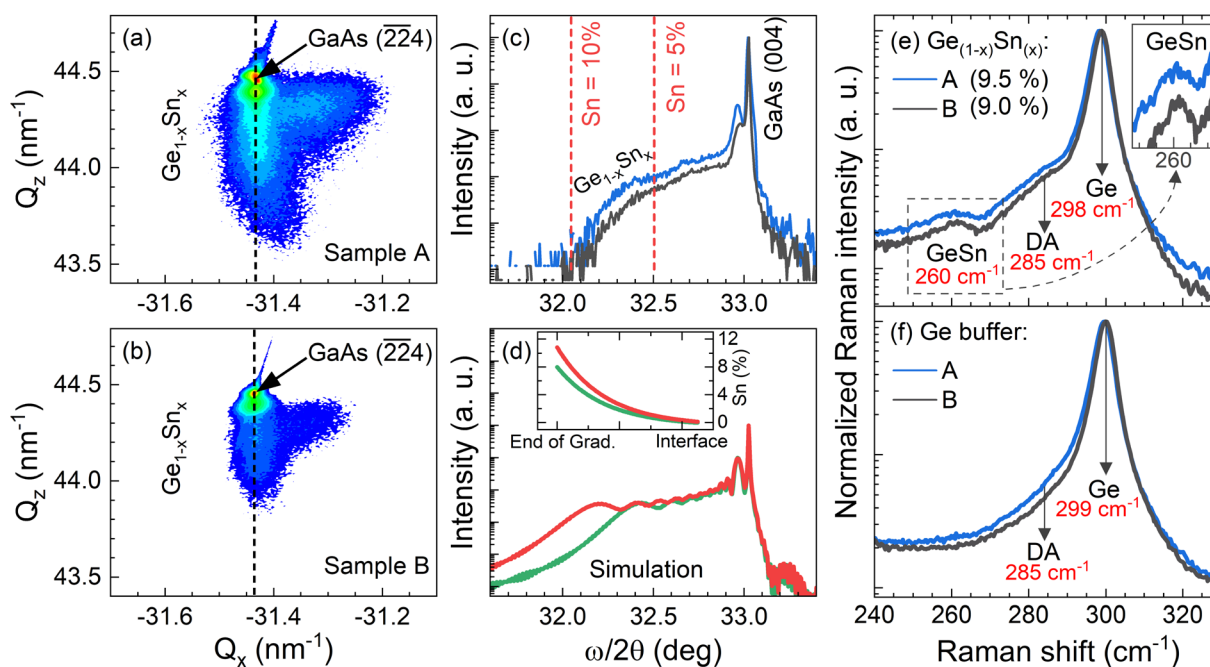 (a)
GaAs (2̅2̅4)
Ge₁₋ₓSnₓ
Sample A
Q_z (nm⁻¹)
44.5
44.0
43.5
-31.6
-31.4
-31.2
(b)
GaAs (2̅2̅4)
Ge₁₋ₓSnₓ
Sample B
Q_z (nm⁻¹)
44.5
44.0
43.5
-31.6
-31.4
-31.2
Qₓ (nm⁻¹)
(c)
Sn = 10%
Sn = 5%
GaAs (004)
Ge₁₋ₓSnₓ
Intensity (a. u.)
32.0
32.5
33.0
(d)
12
8
4
0
Sn (%)
End of Grad.
Interface
Simulation
Intensity (a. u.)
32.0
32.5
33.0
ω/2θ (deg)
(e) Ge₍₁₋ₓ₎Sn₍ₓ₎:
A (9.5 %)
B (9.0 %)
GeSn
260
Ge
298 cm⁻¹
DA
285 cm⁻¹
GeSn
260 cm⁻¹
Normalized Raman intensity (a. u.)
(f) Ge buffer:
A
B
Ge
299 cm⁻¹
DA
285 cm⁻¹
240
260
280
300
320
Raman shift (cm⁻¹)